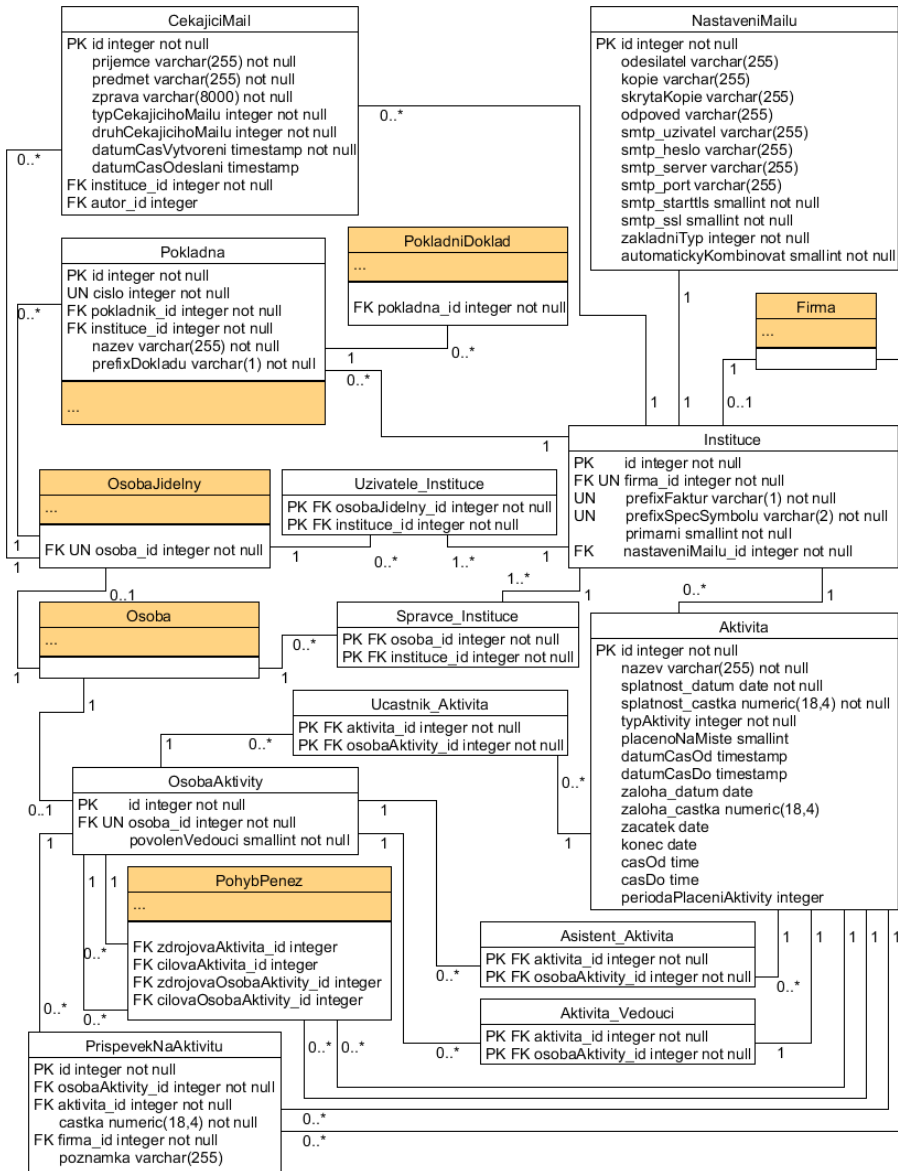 CekajiciMail
PK id integer not null
prijemce varchar(255) not null
predmet varchar(255) not null
zprava varchar(8000) not null
typCekajicihoMailu integer not null
druhCekajicihoMailu integer not null
datumCasVytvoreni timestamp not null
datumCasOdeslani timestamp
FK instituce_id integer not null
FK autor_id integer
NastaveniMailu
PK id integer not null
odesilatel varchar(255)
kopie varchar(255)
skrytaKopie varchar(255)
odpoved varchar(255)
smtp_uzivatel varchar(255)
smtp_heslo varchar(255)
smtp_server varchar(255)
smtp_port varchar(255)
smtp_starttls smallint not null
smtp_ssl smallint not null
zakladniTyp integer not null
automatickyKombinovat smallint not null
0..*
0..*
Pokladna
PK id integer not null
UN cislo integer not null
FK pokladnik_id integer not null
FK instituce_id integer not null
nazev varchar(255) not null
prefixDokladu varchar(1) not null
...
0..*
PokladniDoklad
...
FK pokladna_id integer not null
1
0..*
0..*
1
Firma
...
1
0..1
1
1
1
Instituce
PK id integer not null
FK UN firma_id integer not null
UN prefixFaktur varchar(1) not null
UN prefixSpecSymbolu varchar(2) not null
primarni smallint not null
FK nastaveniMailu_id integer not null
OsobaJidelny
...
FK UN osoba_id integer not null
Uzivatele_Instituce
PK FK osobaJidelny_id integer not null
PK FK instituce_id integer not null
1
1
1
0..*
1..*
1
0..1
1..*
1
0..*
1
Osoba
...
1
1
0..*
Spravce_Instituce
PK FK osoba_id integer not null
PK FK instituce_id integer not null
Aktivita
PK id integer not null
nazev varchar(255) not null
splatnost_datum date not null
splatnost_castka numeric(18,4) not null
typAktivity integer not null
placenoNaMiste smallint
datumCasOd timestamp
datumCasDo timestamp
zaloha_datum date
zaloha_castka numeric(18,4)
zacatek date
konec date
casOd time
casDo time
periodaPlaceniAktivity integer
Ucastnik_Aktivita
PK FK aktivita_id integer not null
PK FK osobaAktivity_id integer not null
1
0..*
0..*
1
0..1
OsobaAktivity
PK id integer not null
FK UN osoba_id integer not null
povolenVedouci smallint not null
1
1
1
1
1
PohybPenez
...
FK zdrojovaAktivita_id integer
FK cilovaAktivita_id integer
FK zdrojovaOsobaAktivity_id integer
FK cilovaOsobaAktivity_id integer
0..*
0..*
0..*
0..*
0..*
Asistent_Aktivita
PK FK aktivita_id integer not null
PK FK osobaAktivity_id integer not null
0..*
0..*
1
1
1
1
1
Aktivita_Vedouci
PK FK aktivita_id integer not null
PK FK osobaAktivity_id integer not null
0..*
1
PrispevekNaAktivitu
PK id integer not null
FK osobaAktivity_id integer not null
FK aktivita_id integer not null
castka numeric(18,4) not null
FK firma_id integer not null
poznamka varchar(255)
0..*
0..*